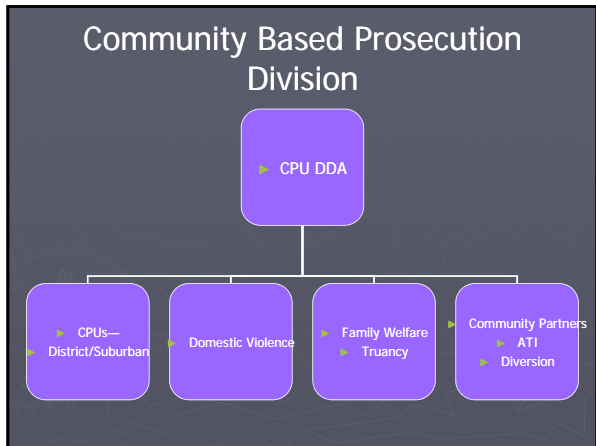 Community Based Prosecution
Division
CPU DDA
CPUs—
District/Suburban
Domestic Violence
Family Welfare
Truancy
Community Partners
ATI
Diversion